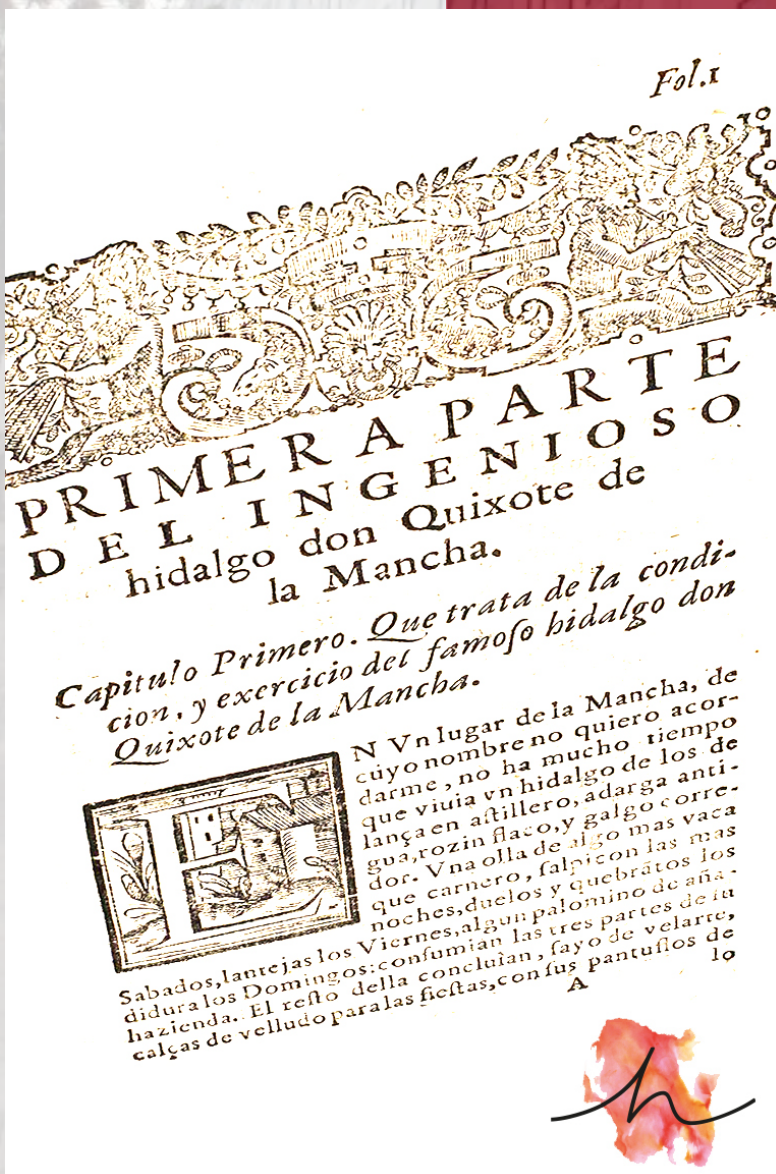 Fol.1
PRIMERA PARTE
DEL INGENIOSO
hidalgo don Quixote de
la Mancha.
Capitulo Primero. Que trata de la condi-
cion, y exercicio del famoſo hidalgo don
Quixote de la Mancha.
EN Vn lugar de la Mancha, de
cuyo nombre no quiero acor-
darme, no ha mucho tiempo
que viuia vn hidalgo de los de
lança en aſtillero, adarga anti-
gua, rozin flaco, y galgo corre-
dor. Vna olla de algo mas vaca
que carnero, ſalpicon las mas
noches, duelos y quebrãtos los
Sabados, lantejas los Viernes, algun palomino de aña-
didura los Domingos: conſumian las tres partes de ſu
hazienda. El reſto della concluian, ſayo de velarte,
calças de velludo para las fieſtas, con ſus pantuflos de
A lo